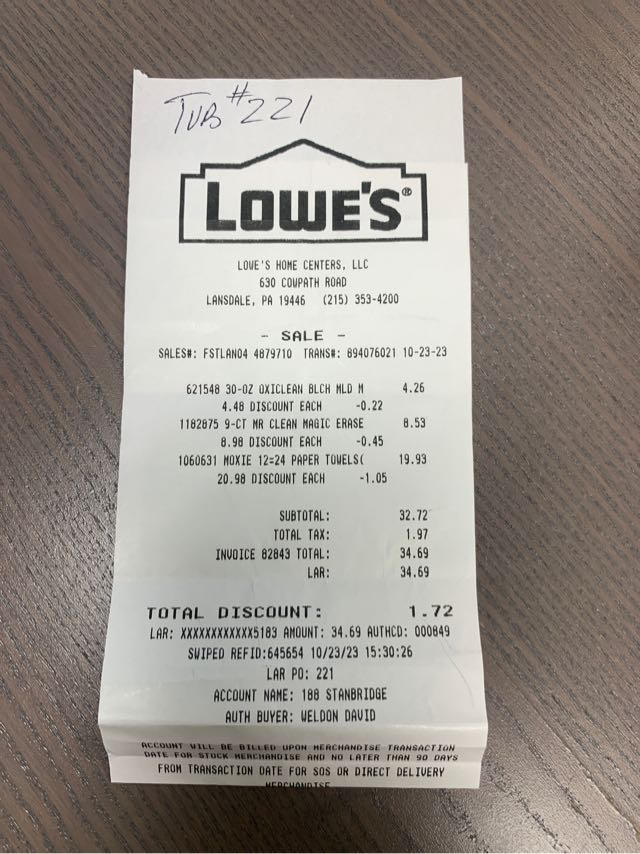 TUB #221
LOWE'S®
LOWE'S HOME CENTERS, LLC
630 COWPATH ROAD
LANSDALE, PA 19446 (215) 353-4200
- SALE -
SALES#: FSTLAN04 4879710 TRANS#: 894076021 10-23-23
621548 30-OZ OXICLEAN BLCH MLD M 4.26
4.48 DISCOUNT EACH -0.22
1182875 9-CT MR CLEAN MAGIC ERASE 8.53
8.98 DISCOUNT EACH -0.45
1060631 MOXIE 12=24 PAPER TOWELS( 19.93
20.98 DISCOUNT EACH -1.05
SUBTOTAL: 32.72
TOTAL TAX: 1.97
INVOICE 82843 TOTAL: 34.69
LAR: 34.69
TOTAL DISCOUNT: 1.72
LAR: XXXXXXXXXXXX5183 AMOUNT: 34.69 AUTHCD: 000849
SWIPED REFID:645654 10/23/23 15:30:26
LAR PO: 221
ACCOUNT NAME: 188 STANBRIDGE
AUTH BUYER: WELDON DAVID
ACCOUNT WILL BE BILLED UPON MERCHANDISE TRANSACTION
DATE FOR STOCK MERCHANDISE AND NO LATER THAN 90 DAYS
FROM TRANSACTION DATE FOR SOS OR DIRECT DELIVERY
MERCHANDISE